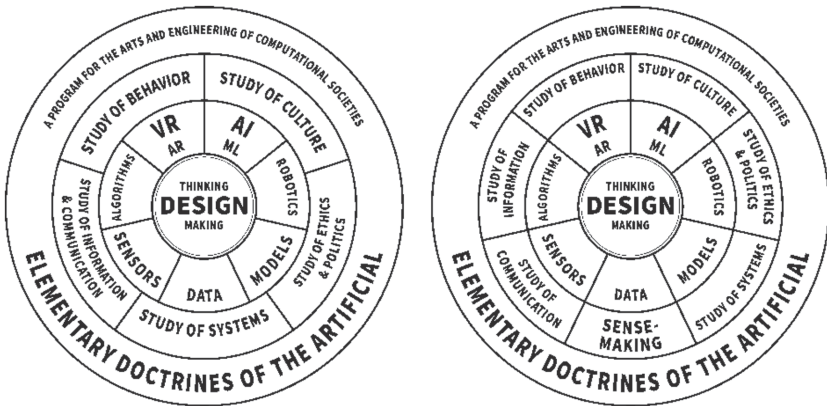 A PROGRAM FOR THE ARTS AND ENGINEERING OF COMPUTATIONAL SOCIETIES
STUDY OF BEHAVIOR
STUDY OF CULTURE
VR
AR
AI
ML
ALGORITHMS
ROBOTICS
THINKING
DESIGN
MAKING
STUDY OF INFORMATION
& COMMUNICATION
STUDY OF ETHICS
& POLITICS
SENSORS
DATA
MODELS
STUDY OF SYSTEMS
ELEMENTARY DOCTRINES OF THE ARTIFICIAL
A PROGRAM FOR THE ARTS AND ENGINEERING OF COMPUTATIONAL SOCIETIES
STUDY OF BEHAVIOR
STUDY OF CULTURE
VR
AR
AI
ML
STUDY OF
INFORMATION
ALGORITHMS
ROBOTICS
STUDY OF ETHICS
& POLITICS
THINKING
DESIGN
MAKING
SENSORS
DATA
MODELS
STUDY OF
COMMUNICATION
SENSE-
MAKING
STUDY OF SYSTEMS
ELEMENTARY DOCTRINES OF THE ARTIFICIAL